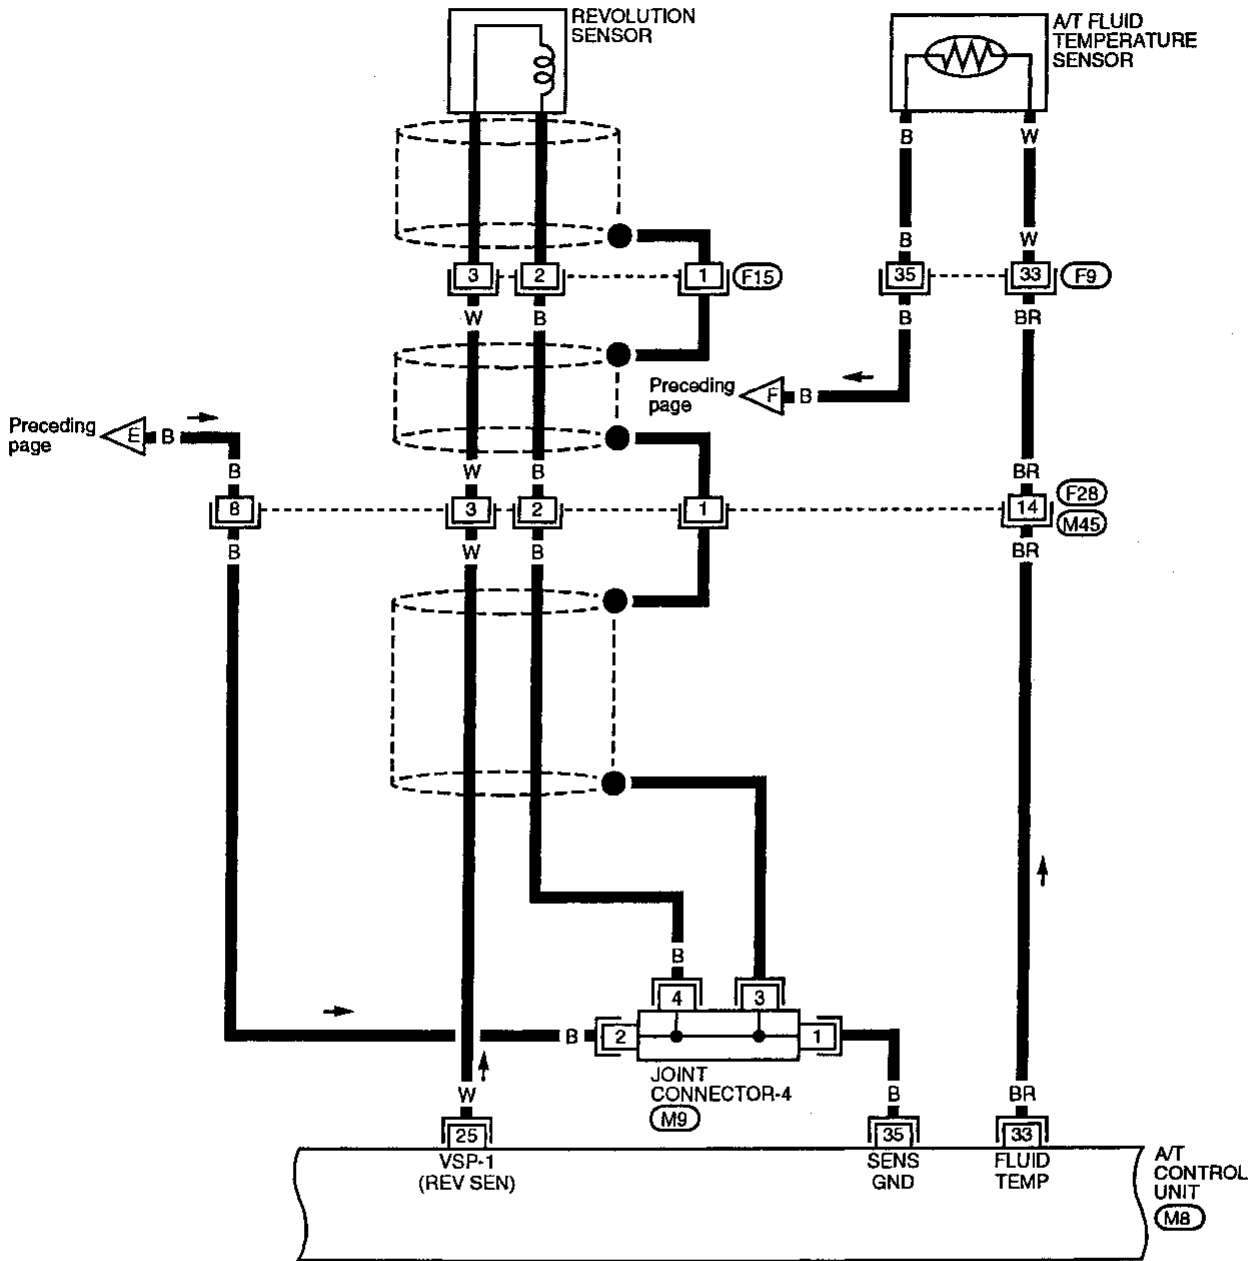 REVOLUTION
SENSOR
A/T FLUID
TEMPERATURE
SENSOR
B W
B W
3 2 1 F15 35 33 F9
W B B BR
Preceding
page
F B
Preceding
page
E B
B W B BR
8 3 2 1 14 F28
M45
B W B BR
B
4 3
B 2 1
JOINT
CONNECTOR-4
M9
W B BR
25 35 33
VSP-1
(REV SEN)
SENS
GND
FLUID
TEMP
A/T
CONTROL
UNIT
M8